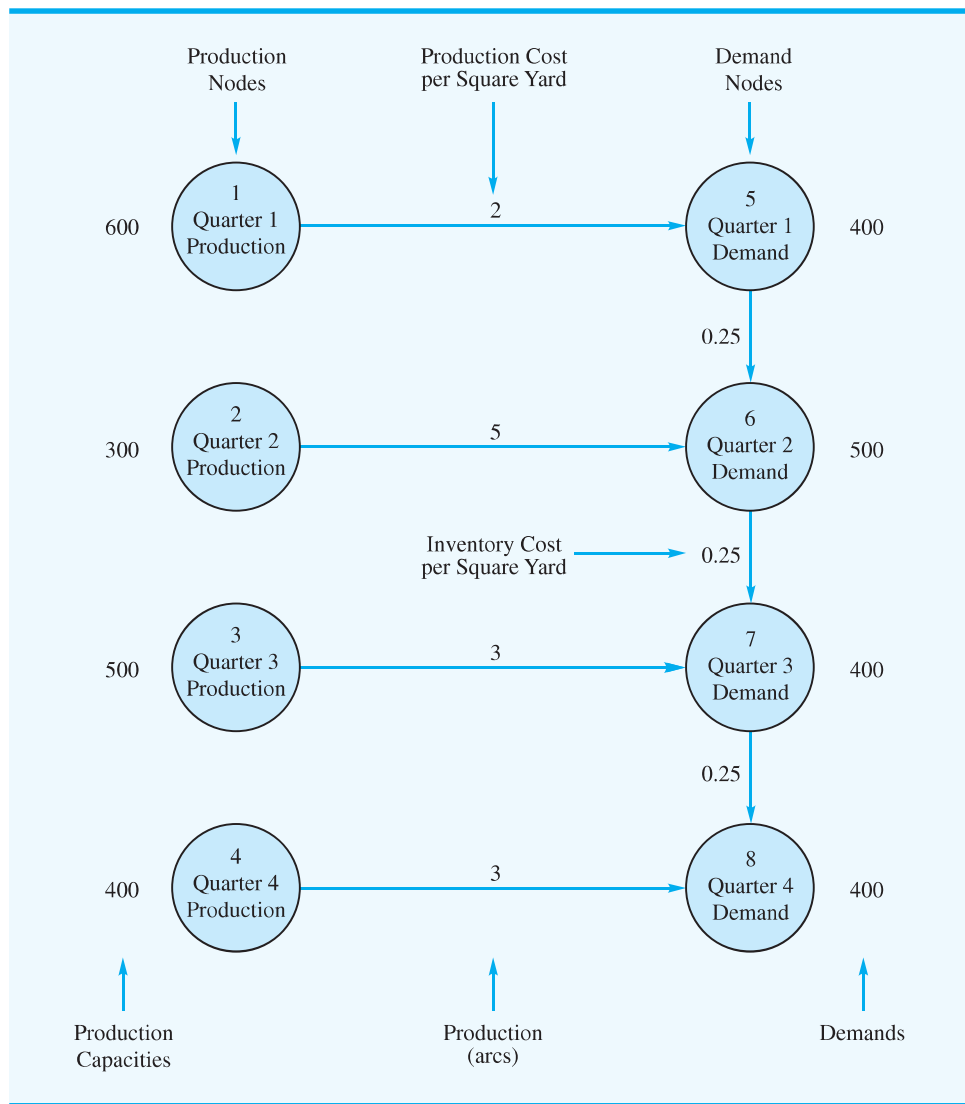 Production
Nodes
Production Cost
per Square Yard
Demand
Nodes
600
1
Quarter 1
Production
2
5
Quarter 1
Demand
400
0.25
300
2
Quarter 2
Production
5
6
Quarter 2
Demand
500
Inventory Cost
per Square Yard
0.25
500
3
Quarter 3
Production
3
7
Quarter 3
Demand
400
0.25
400
4
Quarter 4
Production
3
8
Quarter 4
Demand
400
Production
Capacities
Production
(arcs)
Demands